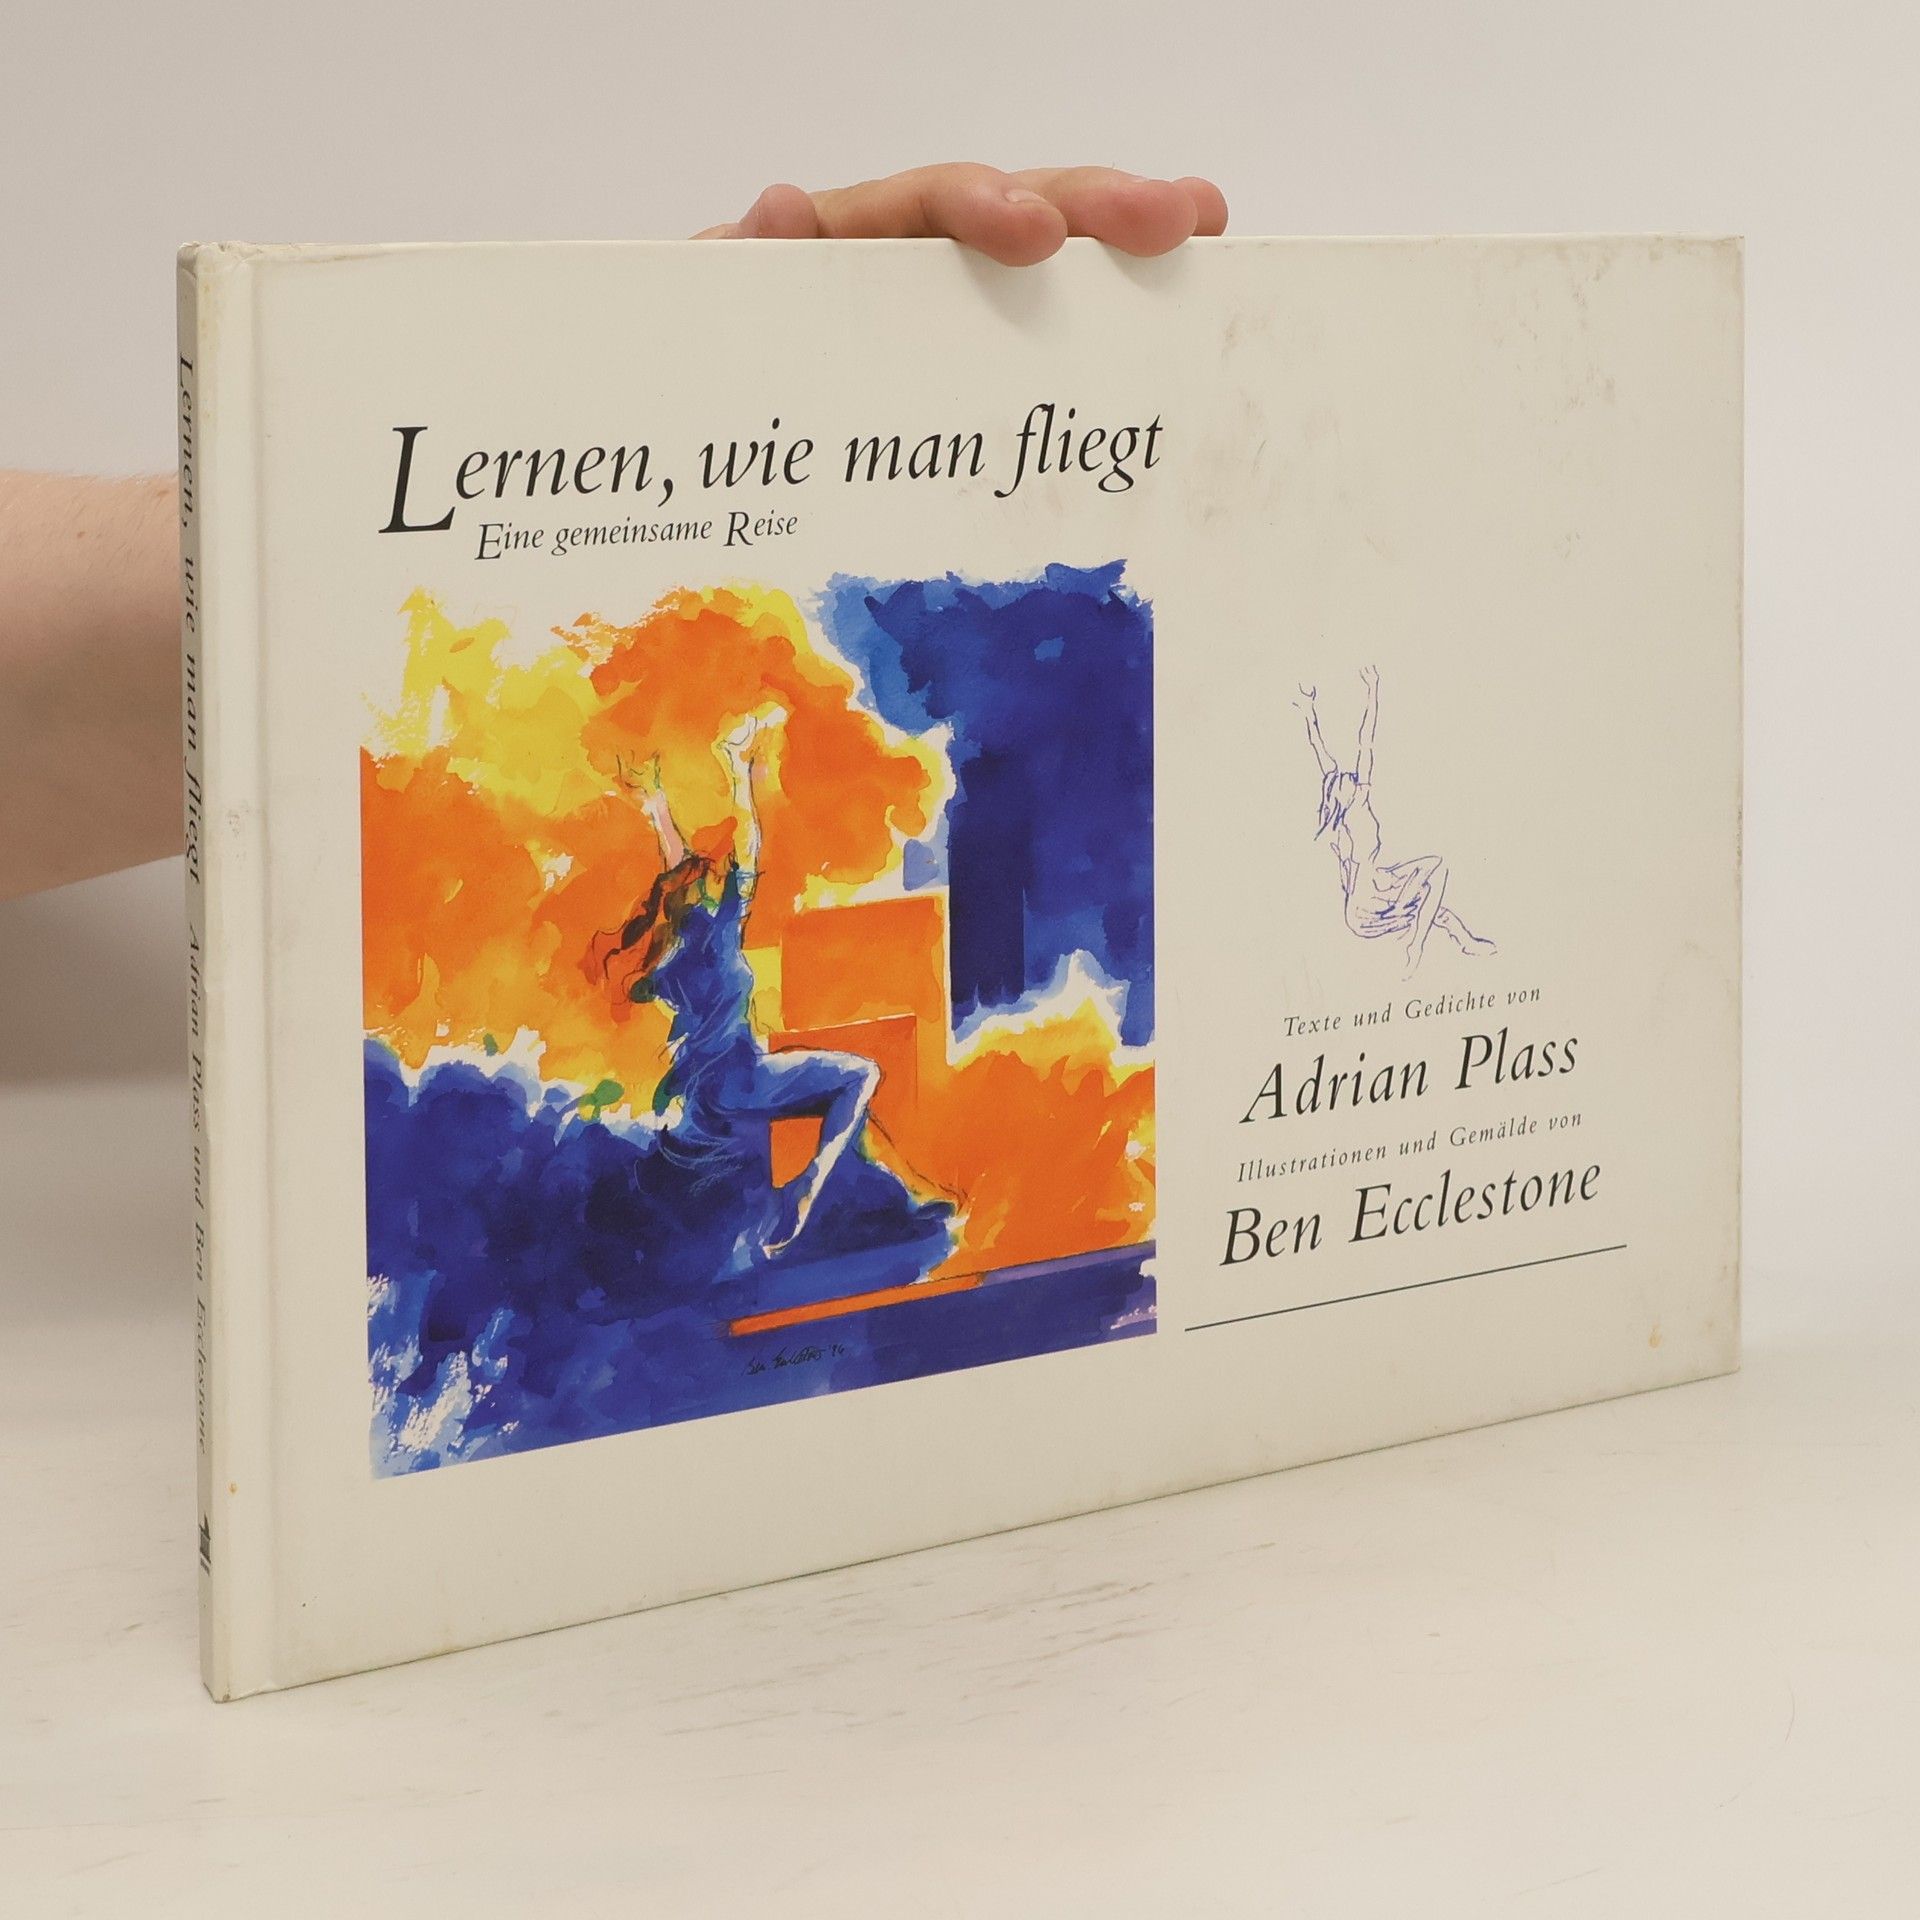 Lernen, wie man fliegt
Eine gemeinsame Reise
Texte und Gedichte von
Adrian Plass
Illustrationen und Gemälde von
Ben Ecclestone
Lernen, wie man fliegt Adrian Plass und Ben Ecclestone